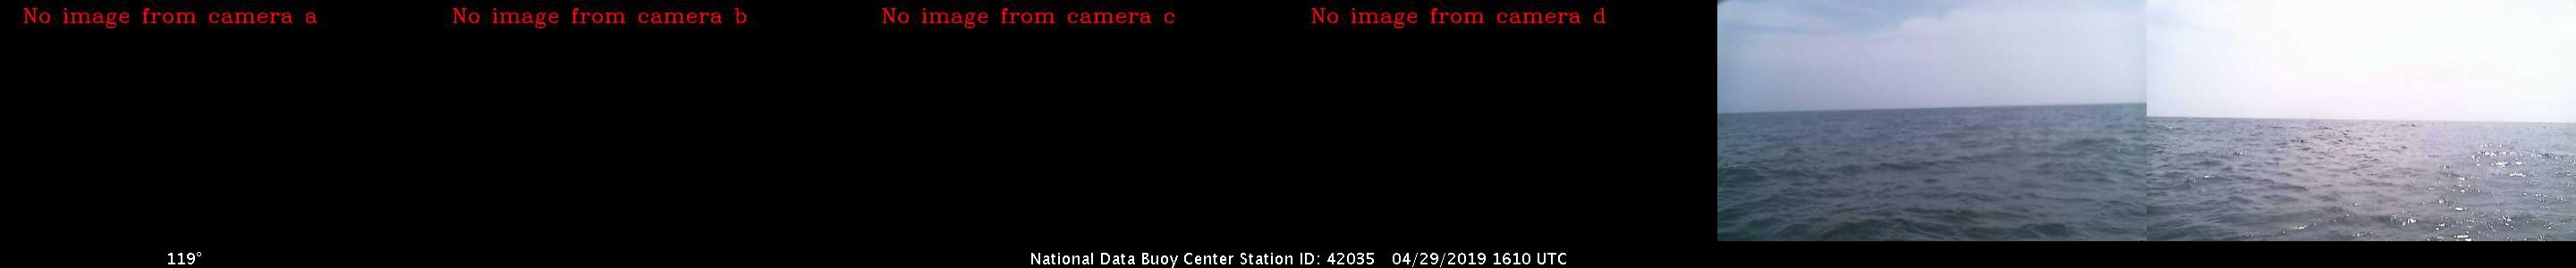 No image from camera a
No image from camera b
No image from camera c
No image from camera d
119°
National Data Buoy Center Station ID: 42035 04/29/2019 1610 UTC